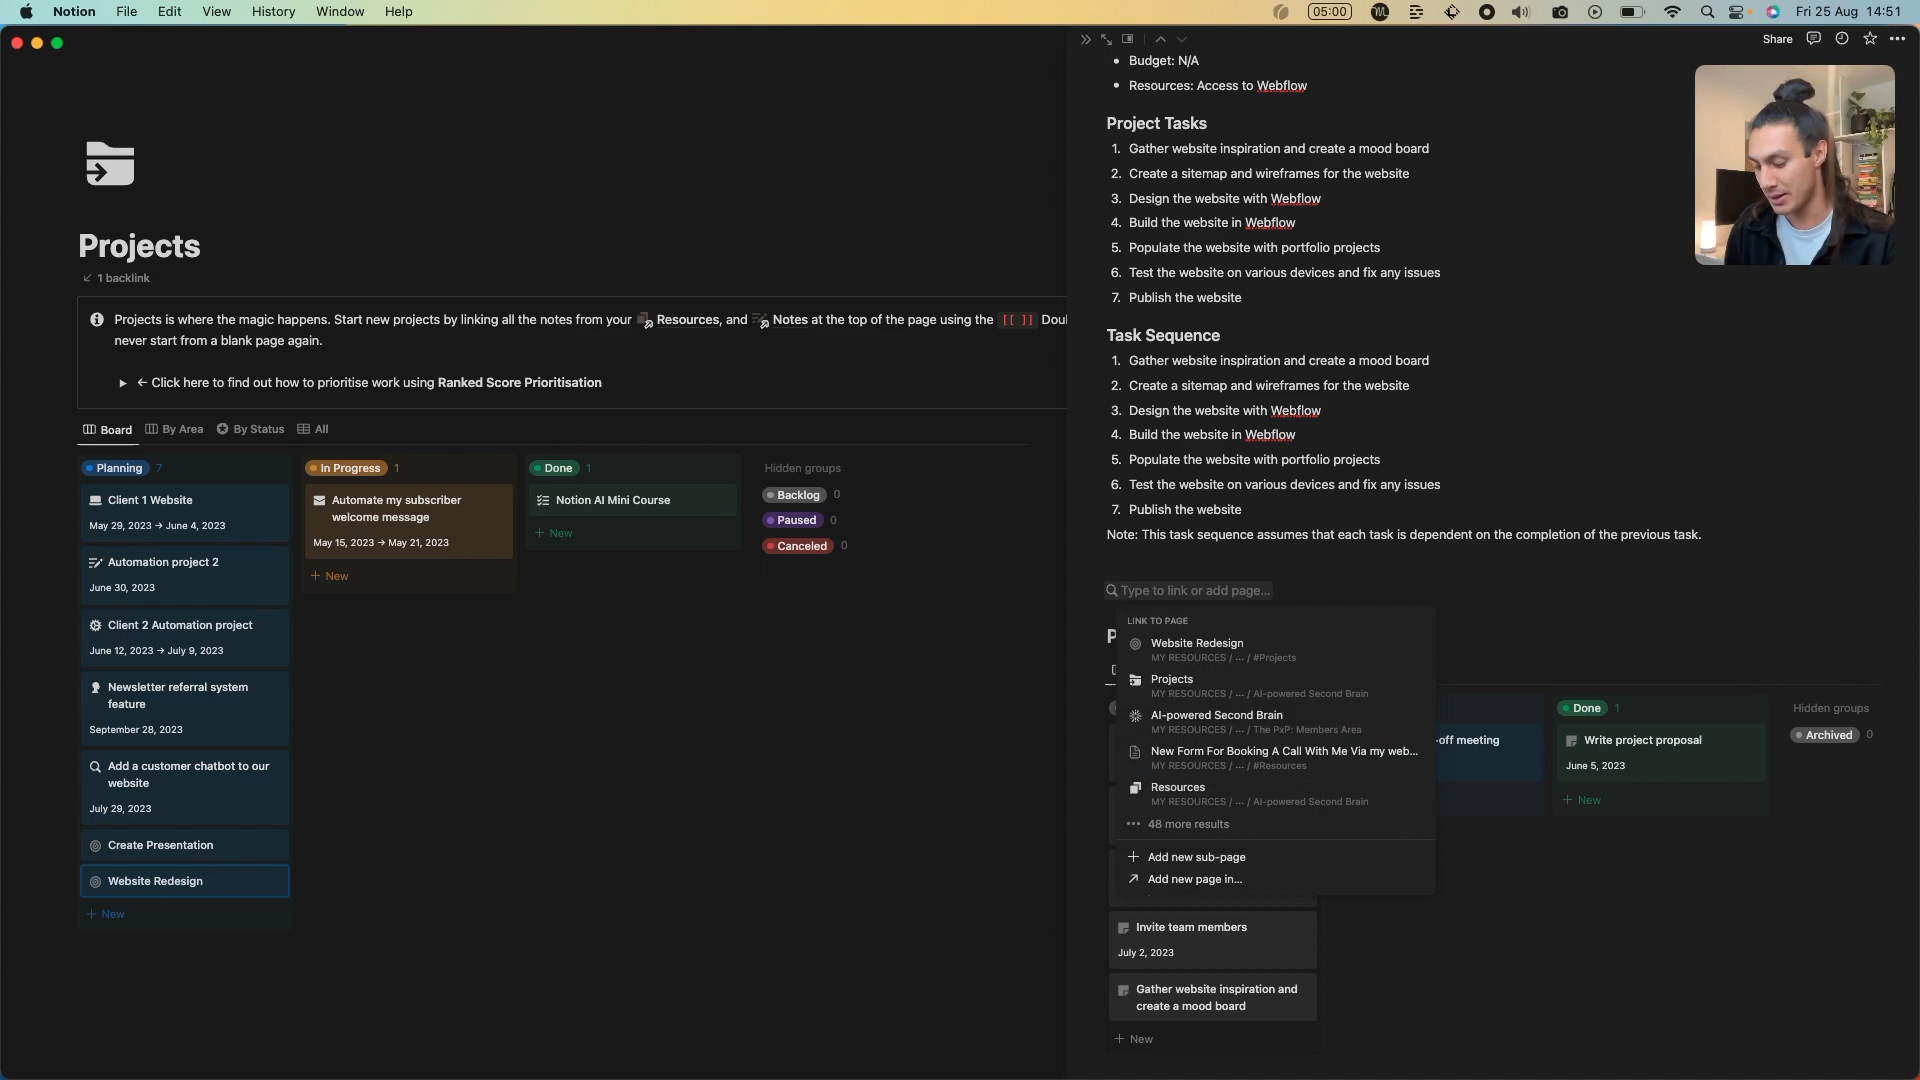 Notion File Edit View History Window Help
05:00
Fri 25 Aug 14:51
Share
Projects
1 backlink
Projects is where the magic happens. Start new projects by linking all the notes from your Resources, and Notes at the top of the page using the [[ ]] Doul
never start from a blank page again.
← Click here to find out how to prioritise work using Ranked Score Prioritisation
Board By Area By Status All
Planning 7
Client 1 Website
May 29, 2023 → June 4, 2023
Automation project 2
June 30, 2023
Client 2 Automation project
June 12, 2023 → July 9, 2023
Newsletter referral system
feature
September 28, 2023
Add a customer chatbot to our
website
July 29, 2023
Create Presentation
Website Redesign
+ New
In Progress 1
Automate my subscriber
welcome message
May 15, 2023 → May 21, 2023
+ New
Done 1
Notion AI Mini Course
+ New
Hidden groups
Backlog 0
Paused 0
Canceled 0
• Budget: N/A
• Resources: Access to Webflow
Project Tasks
1. Gather website inspiration and create a mood board
2. Create a sitemap and wireframes for the website
3. Design the website with Webflow
4. Build the website in Webflow
5. Populate the website with portfolio projects
6. Test the website on various devices and fix any issues
7. Publish the website
Task Sequence
1. Gather website inspiration and create a mood board
2. Create a sitemap and wireframes for the website
3. Design the website with Webflow
4. Build the website in Webflow
5. Populate the website with portfolio projects
6. Test the website on various devices and fix any issues
7. Publish the website
Note: This task sequence assumes that each task is dependent on the completion of the previous task.
Type to link or add page...
P
LINK TO PAGE
Website Redesign
MY RESOURCES / ... / #Projects
Projects
MY RESOURCES / ... / AI-powered Second Brain
AI-powered Second Brain
MY RESOURCES / ... / The PxP: Members Area
New Form For Booking A Call With Me Via my web...
MY RESOURCES / ... / #Resources
Resources
MY RESOURCES / ... / AI-powered Second Brain
••• 48 more results
+ Add new sub-page
Add new page in...
Invite team members
July 2, 2023
Gather website inspiration and
create a mood board
+ New
-off meeting
Done 1
Write project proposal
June 5, 2023
+ New
Hidden groups
Archived 0